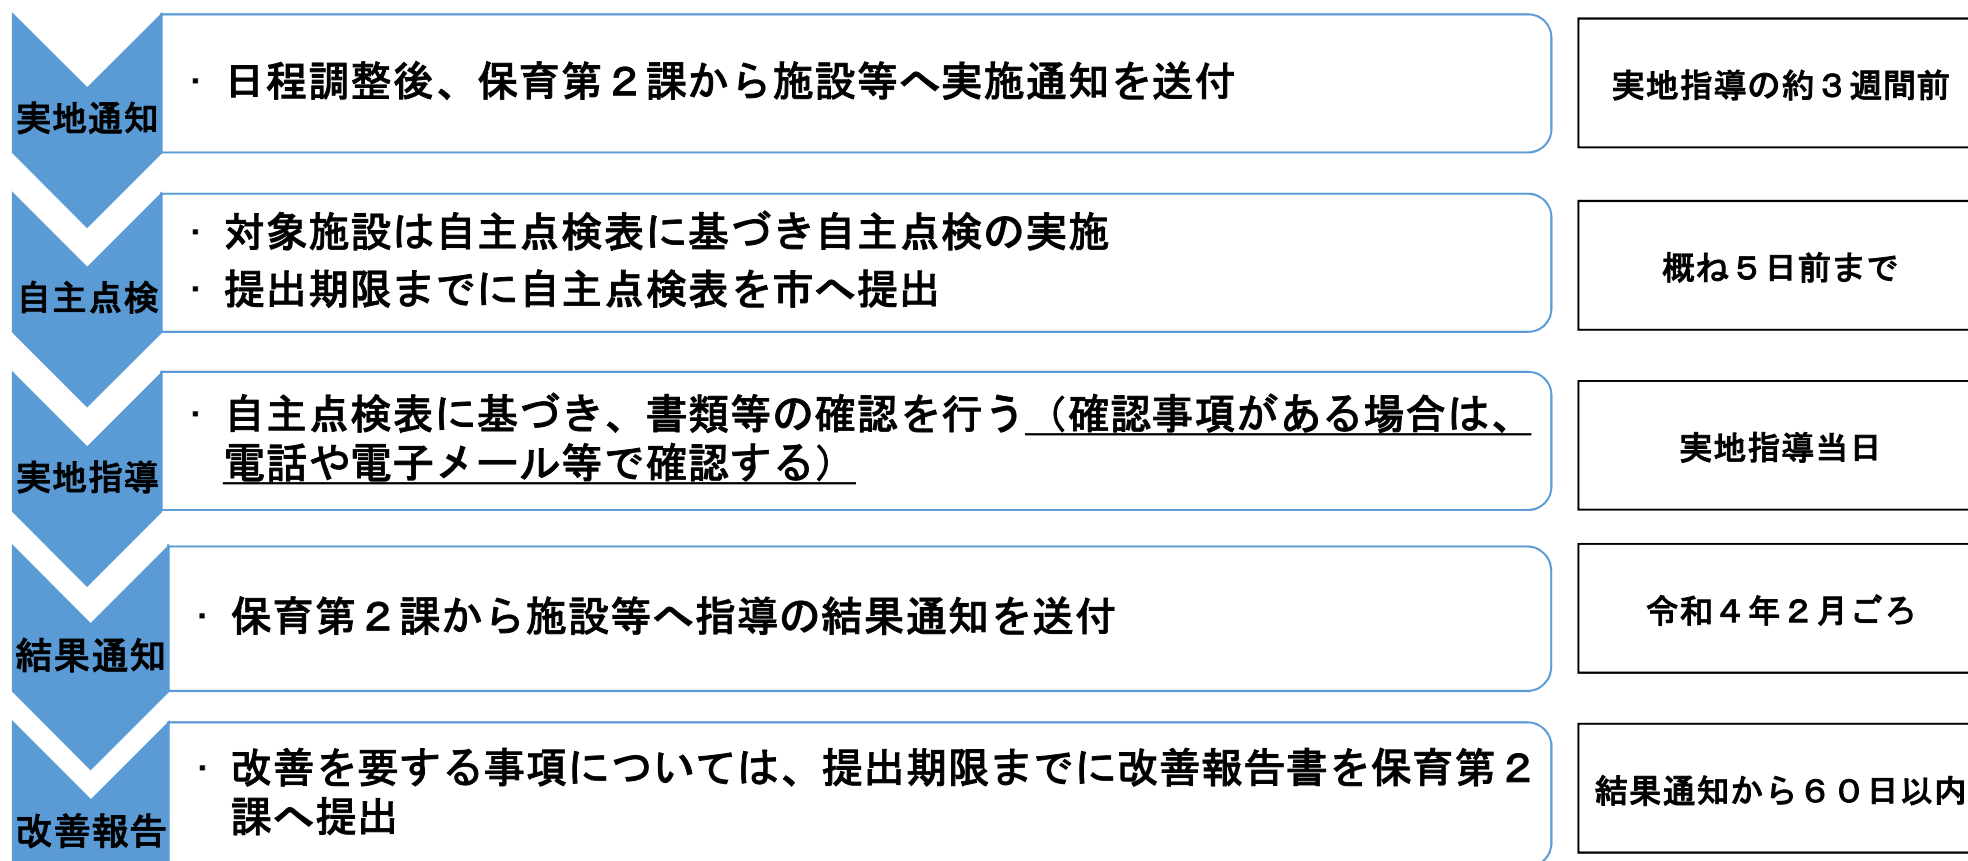 実地通知
・日程調整後、保育第２課から施設等へ実施通知を送付
実地指導の約３週間前
自主点検
・対象施設は自主点検表に基づき自主点検の実施
・提出期限までに自主点検表を市へ提出
概ね５日前まで
実地指導
・自主点検表に基づき、書類等の確認を行う（確認事項がある場合は、
電話や電子メール等で確認する）
実地指導当日
結果通知
・保育第２課から施設等へ指導の結果通知を送付
令和４年２月ごろ
改善報告
・改善を要する事項については、提出期限までに改善報告書を保育第２
課へ提出
結果通知から６０日以内